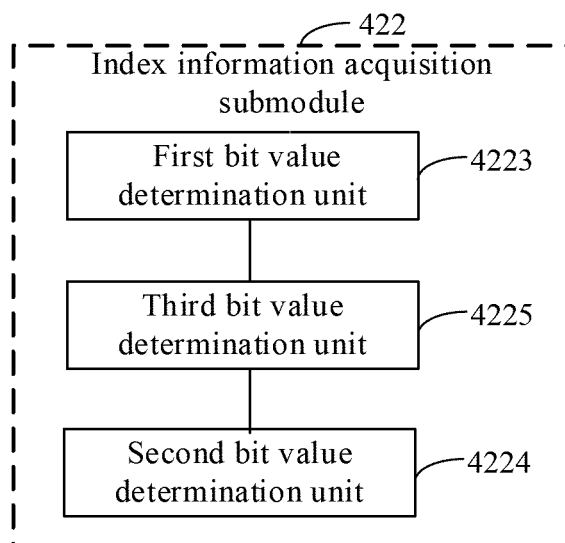 422
Index information acquisition
submodule
First bit value
determination unit
4223
Third bit value
determination unit
4225
Second bit value
determination unit
4224